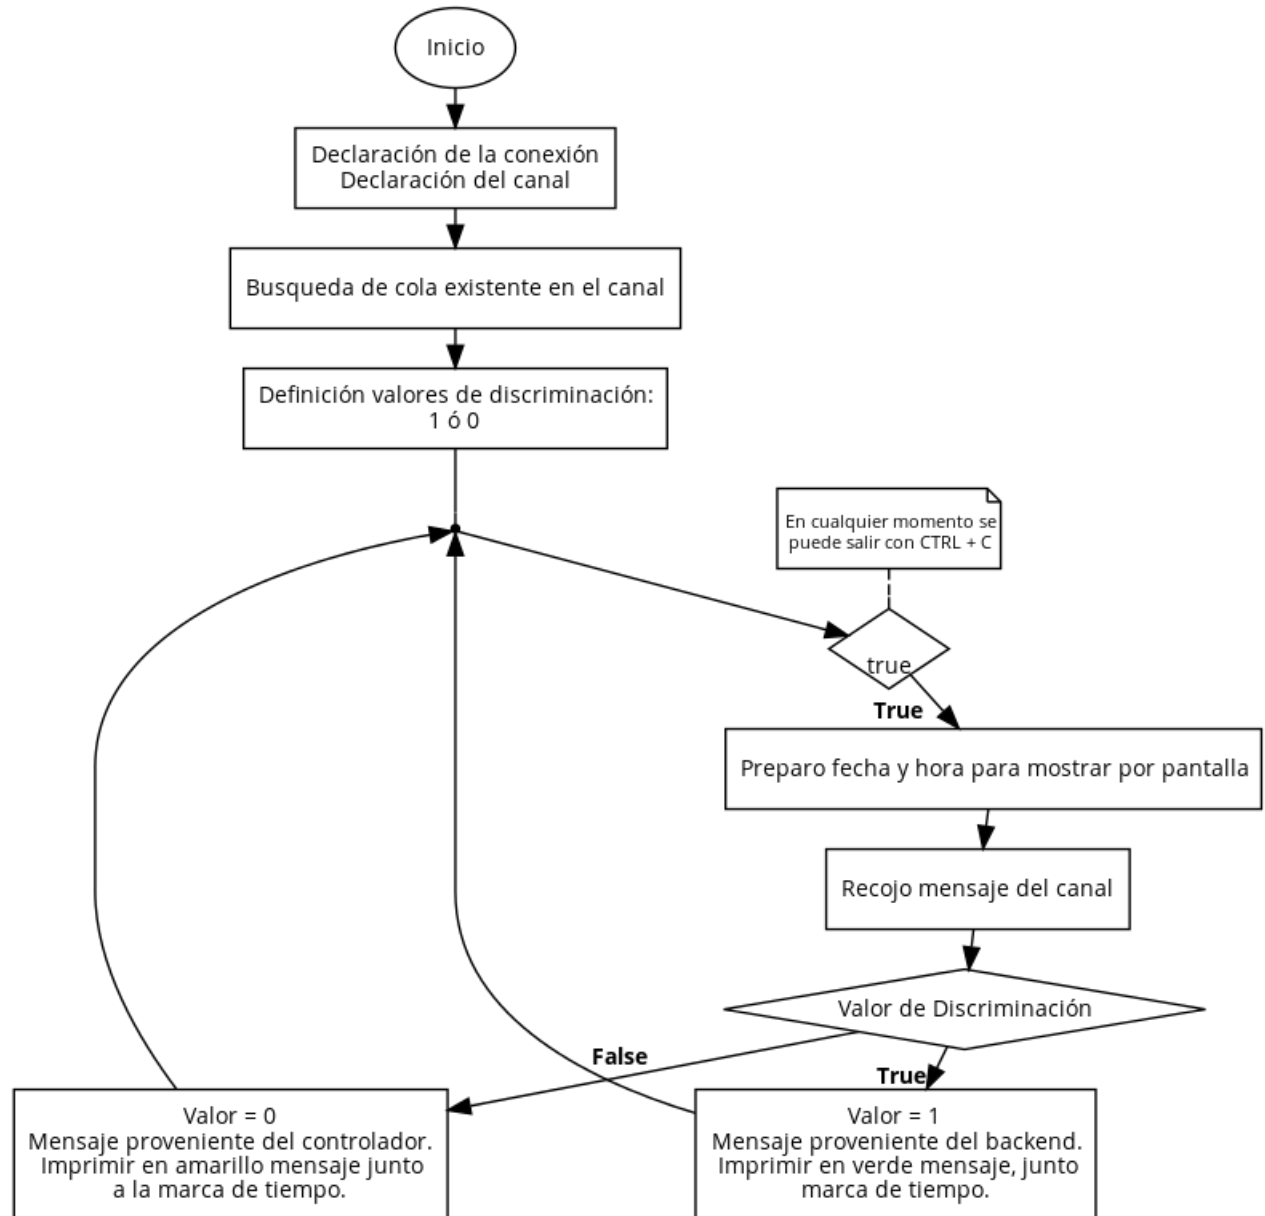 Inicio
Declaración de la conexión
Declaración del canal
Busqueda de cola existente en el canal
Definición valores de discriminación:
1 ó 0
En cualquier momento se
puede salir con CTRL + C
true
True
Preparo fecha y hora para mostrar por pantalla
Recojo mensaje del canal
Valor de Discriminación
False
True
Valor = 0
Mensaje proveniente del controlador.
Imprimir en amarillo mensaje junto
a la marca de tiempo.
Valor = 1
Mensaje proveniente del backend.
Imprimir en verde mensaje, junto
marca de tiempo.